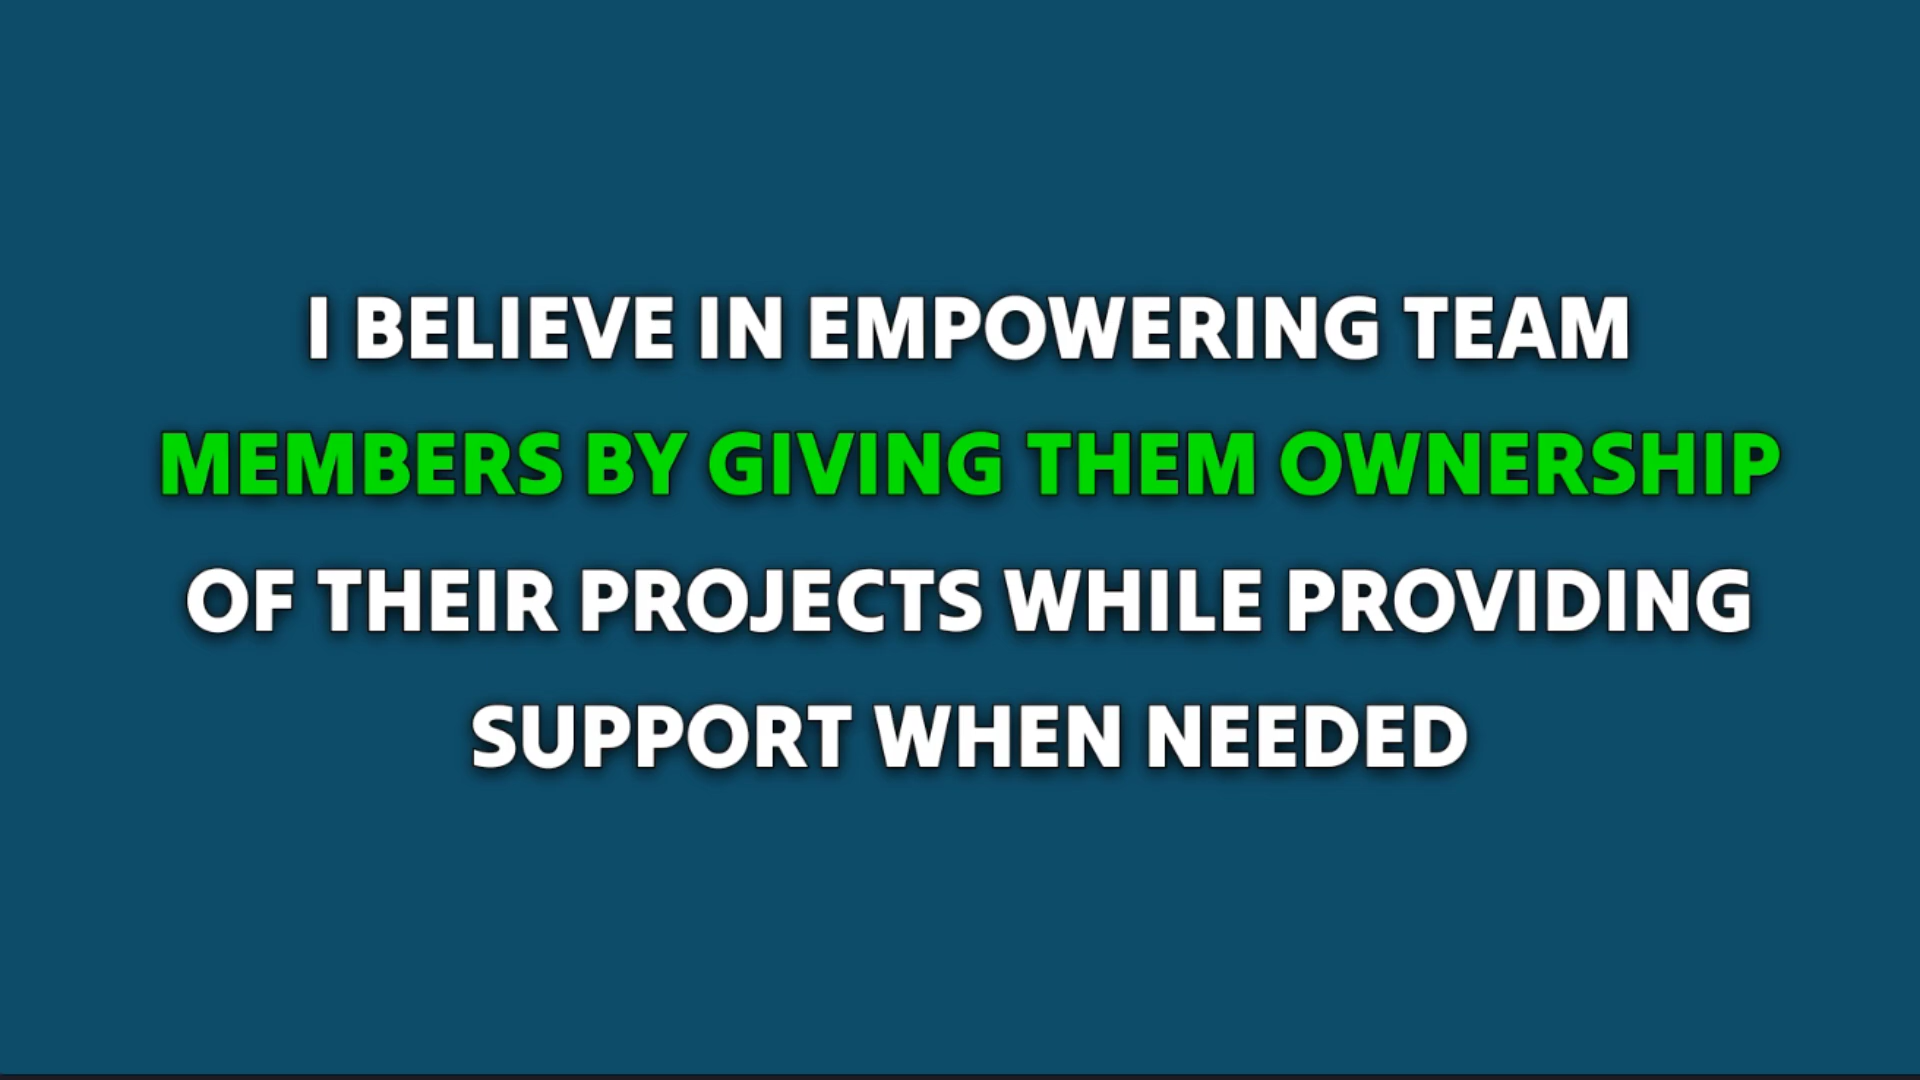 I BELIEVE IN EMPOWERING TEAM
MEMBERS BY GIVING THEM OWNERSHIP
OF THEIR PROJECTS WHILE PROVIDING
SUPPORT WHEN NEEDED